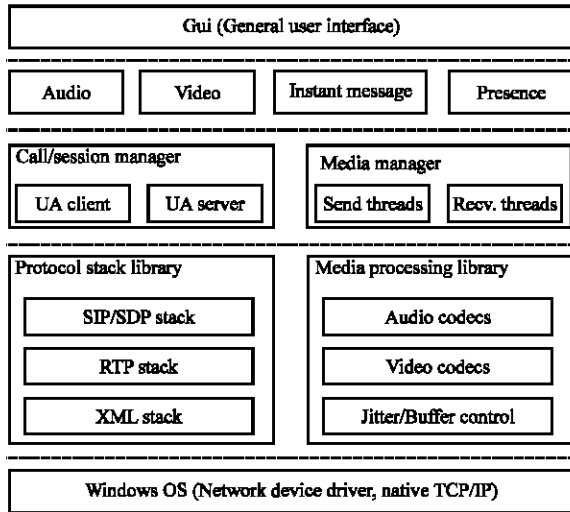 Gui (General user interface)
Audio
Video
Instant message
Presence
Call/session manager
UA client
UA server
Media manager
Send threads
Recv. threads
Protocol stack library
SIP/SDP stack
RTP stack
XML stack
Media processing library
Audio codecs
Video codecs
Jitter/Buffer control
Windows OS (Network device driver, native TCP/IP)